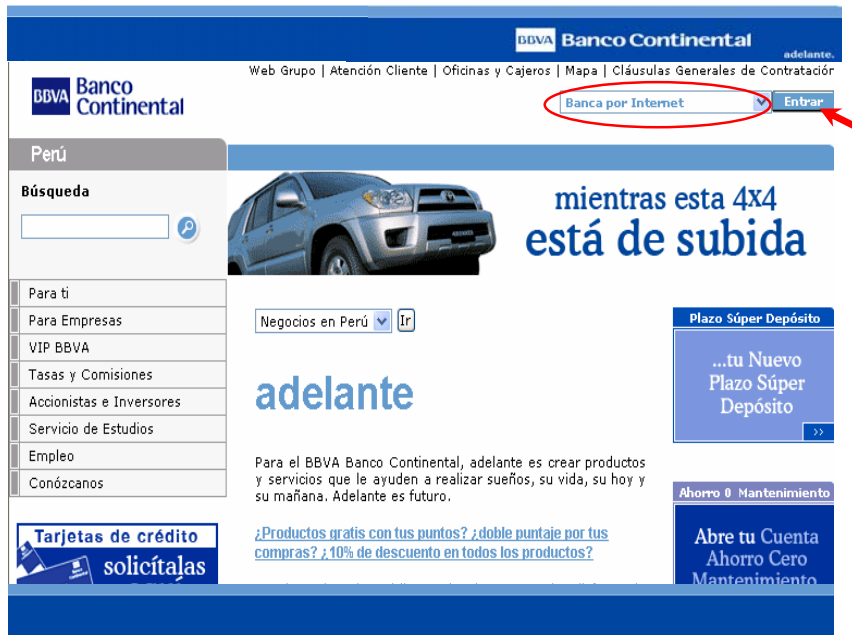 BBVA Banco Continental
adelante.
Web Grupo | Atención Cliente | Oficinas y Cajeros | Mapa | Cláusulas Generales de Contratación
BBVA Banco
Continental
Banca por Internet
Entrar
Perú
Búsqueda
mientras esta 4x4
está de subida
Para ti
Para Empresas
VIP BBVA
Tasas y Comisiones
Accionistas e Inversores
Servicio de Estudios
Empleo
Conózcanos
Negocios en Perú
Ir
adelante
Para el BBVA Banco Continental, adelante es crear productos
y servicios que le ayuden a realizar sueños, su vida, su hoy y
su mañana. Adelante es futuro.
¿Productos gratis con tus puntos? ¿doble puntaje por tus
compras? ¿10% de descuento en todos los productos?
Plazo Súper Depósito
...tu Nuevo
Plazo Súper
Depósito
>>
Ahorro 0 Mantenimiento
Abre tu Cuenta
Ahorro Cero
Mantenimiento
Tarjetas de crédito
solicítalas